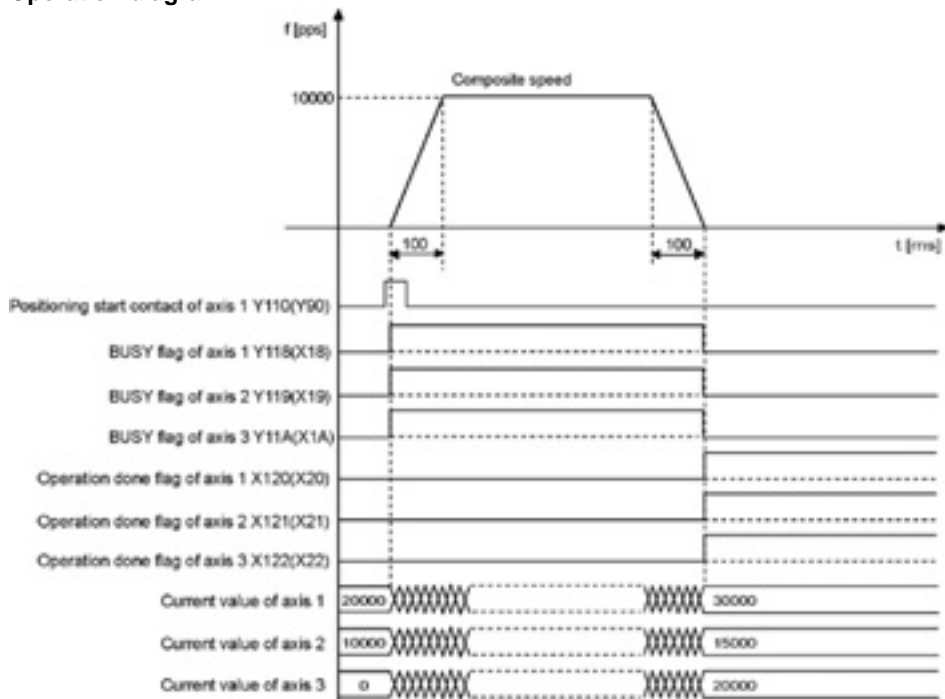 f [pps]
Composite speed
10000
100
100
t [ms]
Positioning start contact of axis 1 Y110(Y90)
BUSY flag of axis 1 Y118(X18)
BUSY flag of axis 2 Y119(X19)
BUSY flag of axis 3 Y11A(X1A)
Operation done flag of axis 1 X120(X20)
Operation done flag of axis 2 X121(X21)
Operation done flag of axis 3 X122(X22)
Current value of axis 1 20000 30000
Current value of axis 2 10000 15000
Current value of axis 3 0 20000